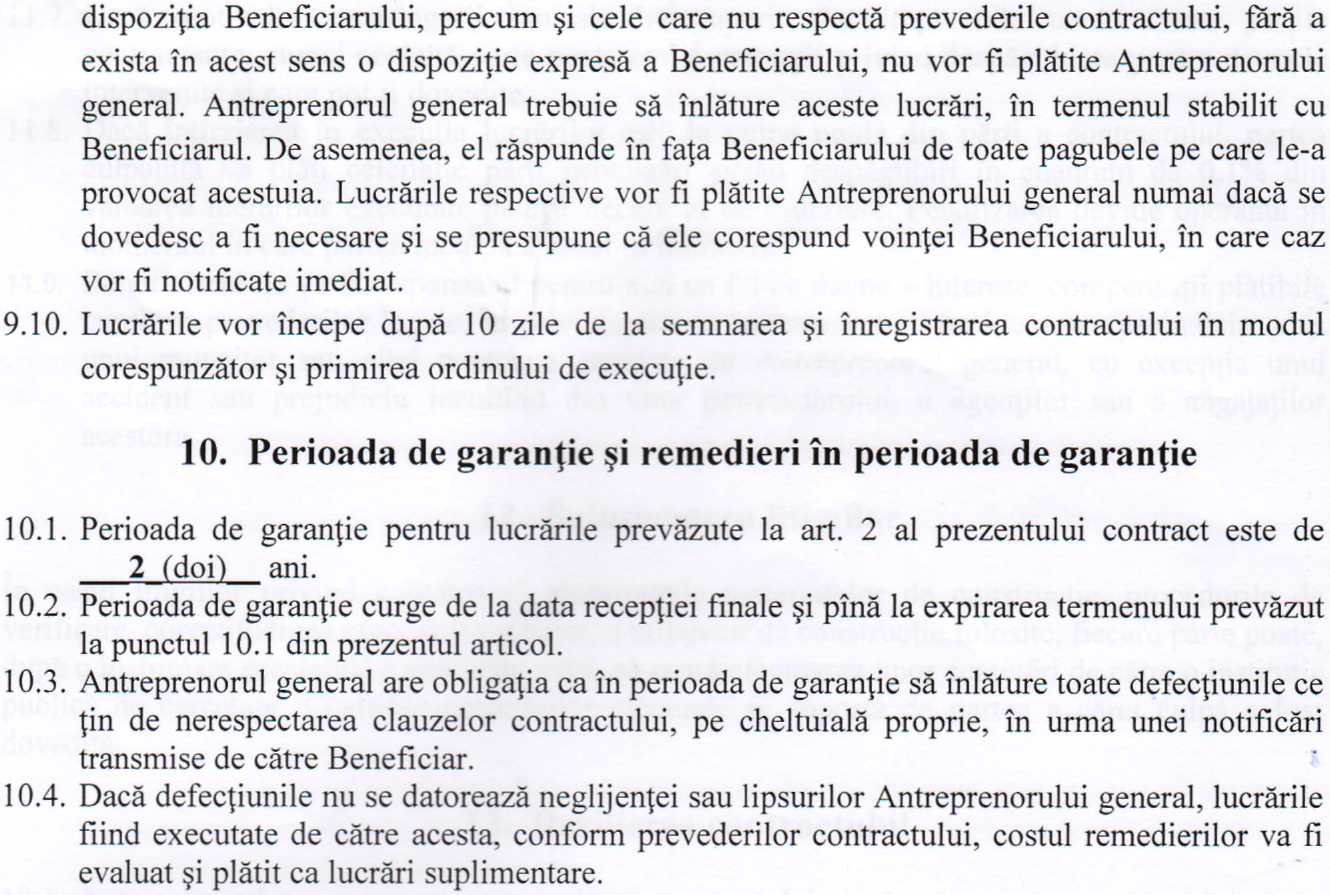 dispoziţia Beneficiarului, precum şi cele care nu respectă prevederile contractului, fără a
exista în acest sens o dispoziţie expresă a Beneficiarului, nu vor fi plătite Antreprenorului
general . Antreprenorul general trebuie să înlăture aceste lucrări, în termenul stabilit cu
Beneficiarul. De asemenea, el răspunde în faţa Beneficiarului de toate pagubele pe care le-a
provocat acestuia. Lucrările respective vor fi plătite Antreprenorului general numai dacă se
dovedesc a fi necesare şi se presupune că ele corespund voinţei Beneficiarului, în care caz
vor fi notificate imediat.
9.10. Lucrările vor începe după 10 zile de la semnarea şi înregistrarea contractului în modul
corespunzător şi primirea ordinului de execuţie.
10. Perioada de garanţie şi remedieri în perioada de garanţie
10.1. Perioada de garanţie pentru lucrările prevăzute la art. 2 al prezentului contract este de
2 (doi) ani.
10.2. Perioada de garanţie curge de la data recepţiei finale şi pînă la expirarea termenului prevăzut
la punctul 10.1 din prezentul articol.
10.3. Antreprenorul general are obligaţia ca în perioada de garanţie să înlăture toate defecţiunile ce
ţin de nerespectarea clauzelor contractului, pe cheltuială proprie, în urma unei notificări
transmise de către Beneficiar.
10.4. Dacă defecţiunile nu se datorează neglijenţei sau lipsurilor Antreprenorului general, lucrările
fiind executate de către acesta, conform prevederilor contractului, costul remedierilor va fi
evaluat şi plătit ca lucrări suplimentare.